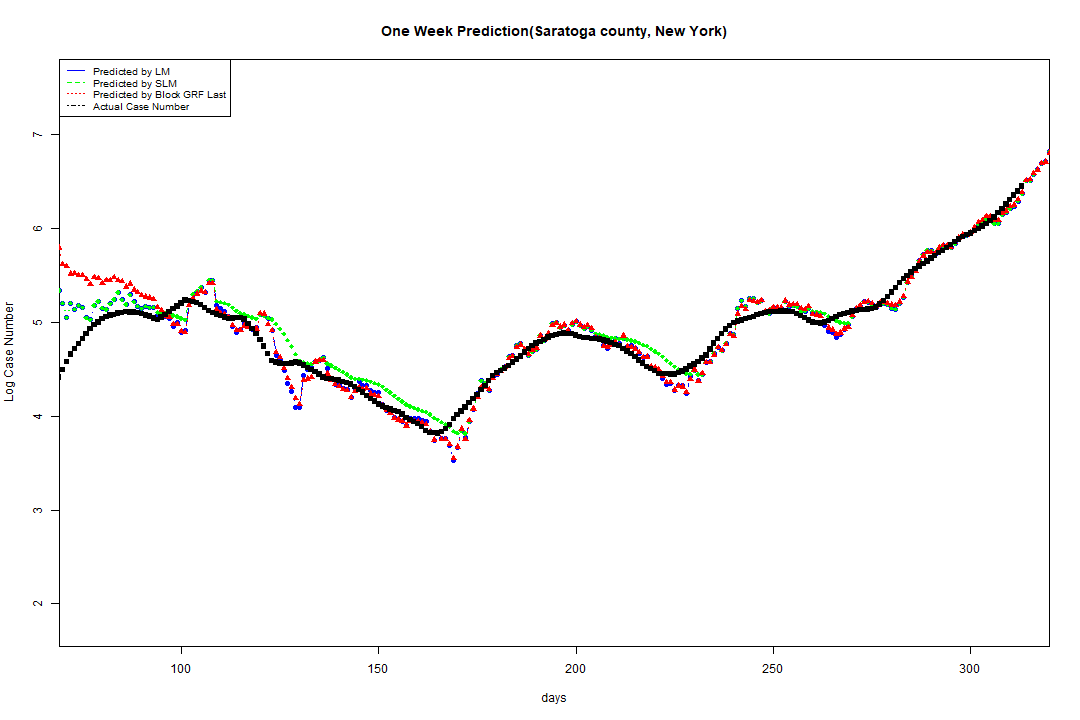 One Week Prediction(Saratoga county, New York)
Predicted by LM
Predicted by SLM
Predicted by Block GRF Last
Actual Case Number
7
6
5
4
3
2
Log Case Number
100 150 200 250 300
days